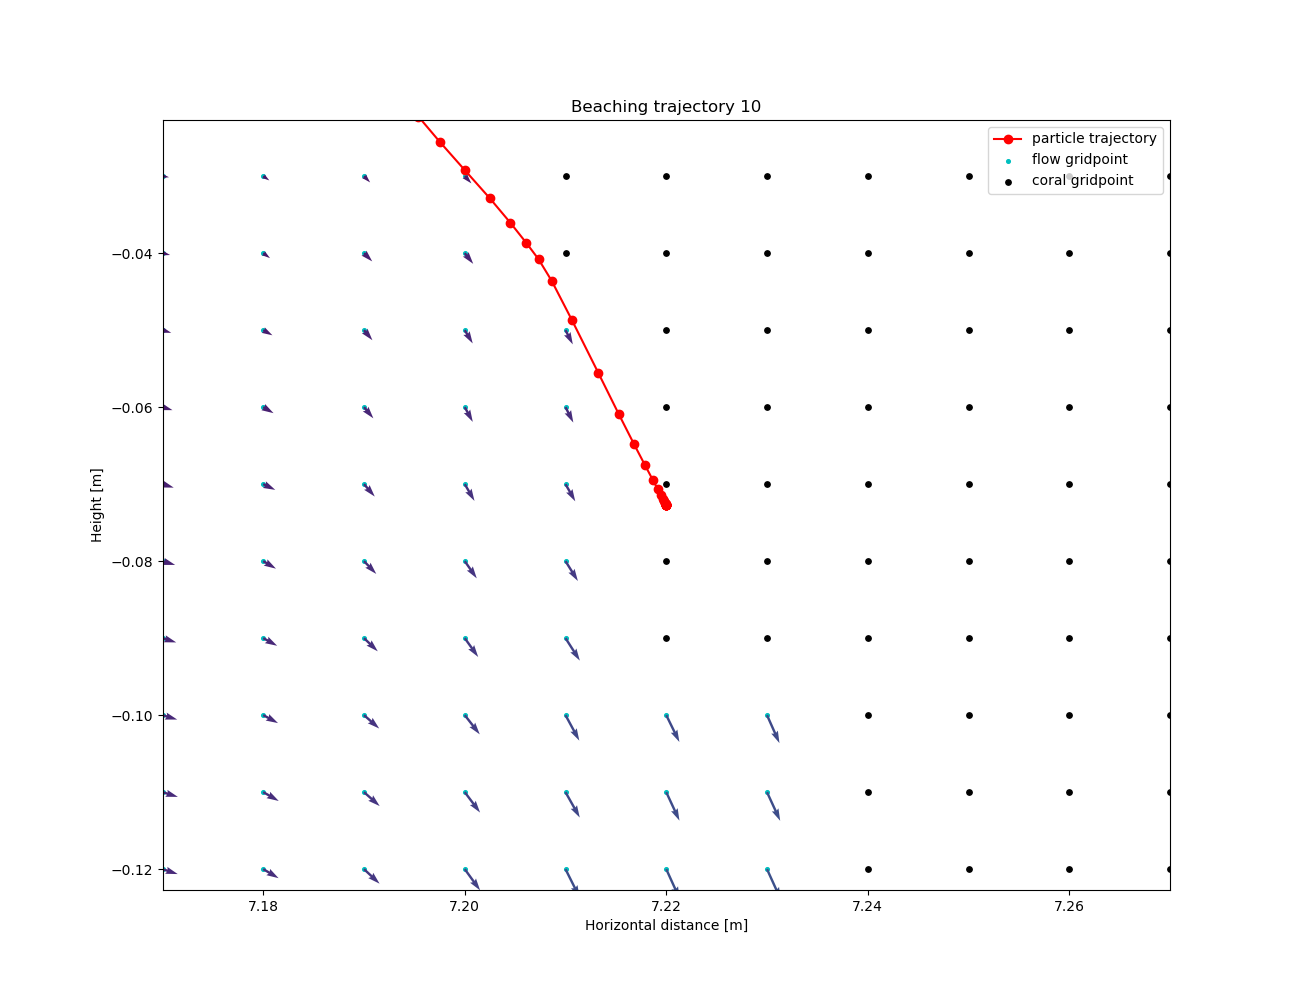 Beaching trajectory 10
particle trajectory
flow gridpoint
coral gridpoint
−0.04
−0.06
−0.08
−0.10
−0.12
Height [m]
7.18 7.20 7.22 7.24 7.26
Horizontal distance [m]